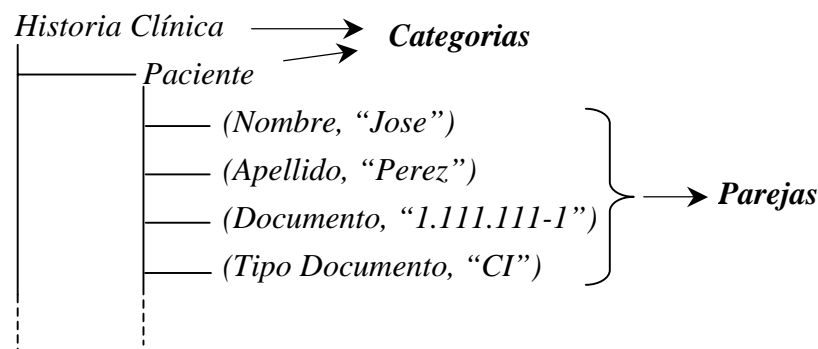 Historia Clínica
Categorias
Paciente
(Nombre, “Jose”)
(Apellido, “Perez”)
(Documento, “1.111.111-1”)
Parejas
(Tipo Documento, “CI”)